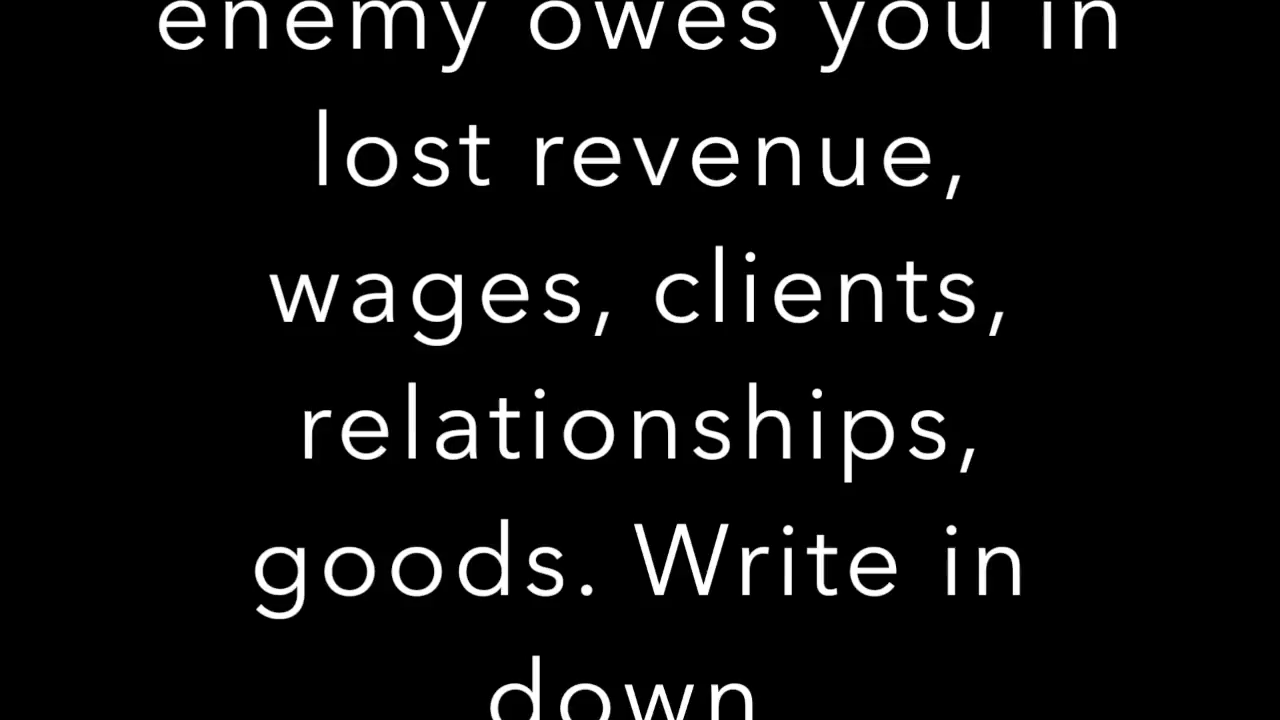 enemy owes you in
lost revenue,
wages, clients,
relationships,
goods. Write in
down